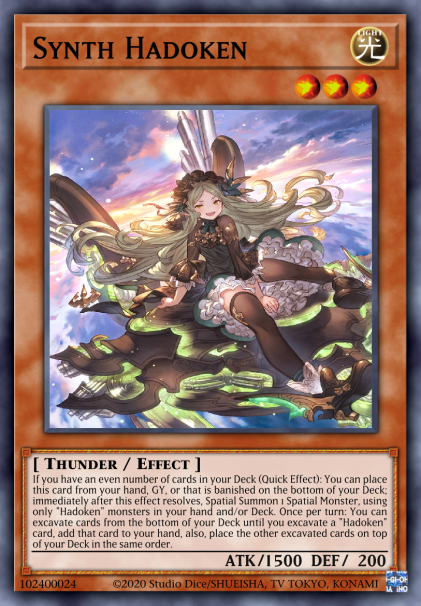 Synth Hadoken
LIGHT
光
[ Thunder / Effect ]
If you have an even number of cards in your Deck (Quick Effect): You can place
this card from your hand, GY, or that is banished on the bottom of your Deck;
immediately after this effect resolves, Spatial Summon 1 Spatial Monster, using
only "Hadoken" monsters in your hand and/or Deck. Once per turn: You can
excavate cards from the bottom of your Deck until you excavate a "Hadoken"
card, add that card to your hand, also, place the other excavated cards on top
of your Deck in the same order.
ATK/1500 DEF/ 200
102400024 ©2020 Studio Dice/SHUEISHA, TV TOKYO, KONAMI